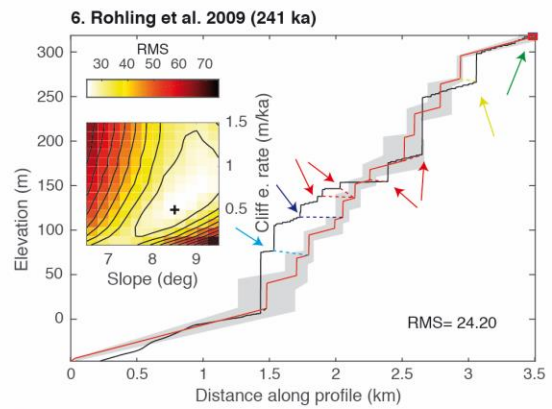 6. Rohling et al. 2009 (241 ka)
RMS
30 40 50 60 70
1.5
1
0.5
Cliff e. rate (m/ka)
7 8 9
Slope (deg)
300
250
200
150
100
50
0
Elevation (m)
RMS= 24.20
0 0.5 1 1.5 2 2.5 3 3.5
Distance along profile (km)